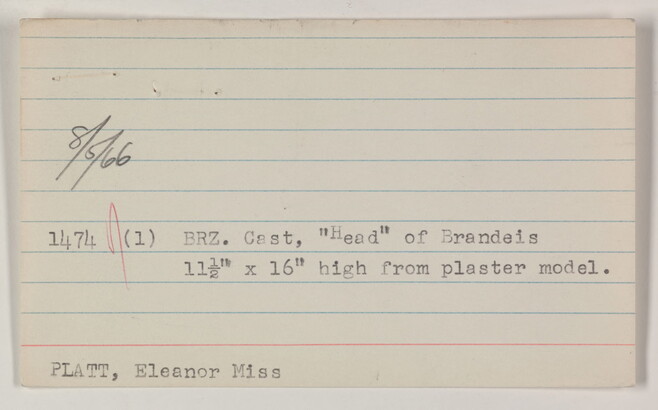 8/5/66
1474 (1) BRZ. Cast, "Head" of Brandeis
11½" x 16" high from plaster model.
PLATT, Eleanor Miss